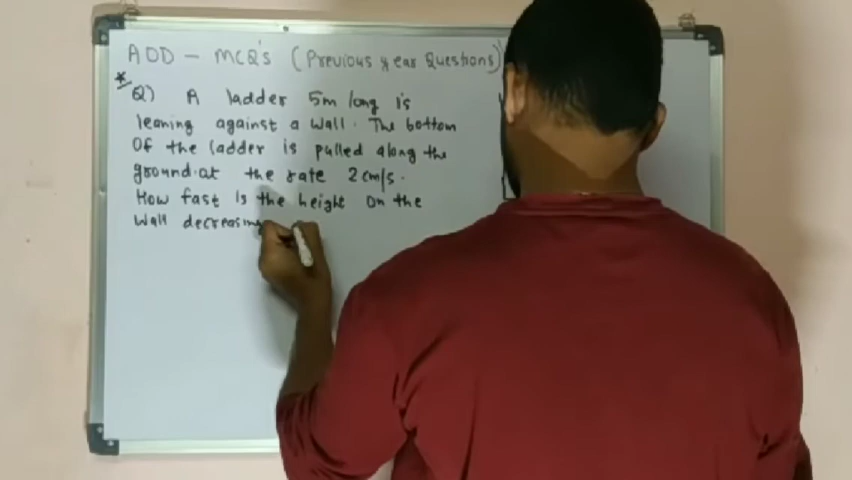 AOD - MCQ's (Previous year Questions)
* Q) A ladder 5m long is
leaning against a wall. The bottom
Of the ladder is pulled along the
ground.at the rate 2cm/s.
How fast is the height On the
Wall decreasing